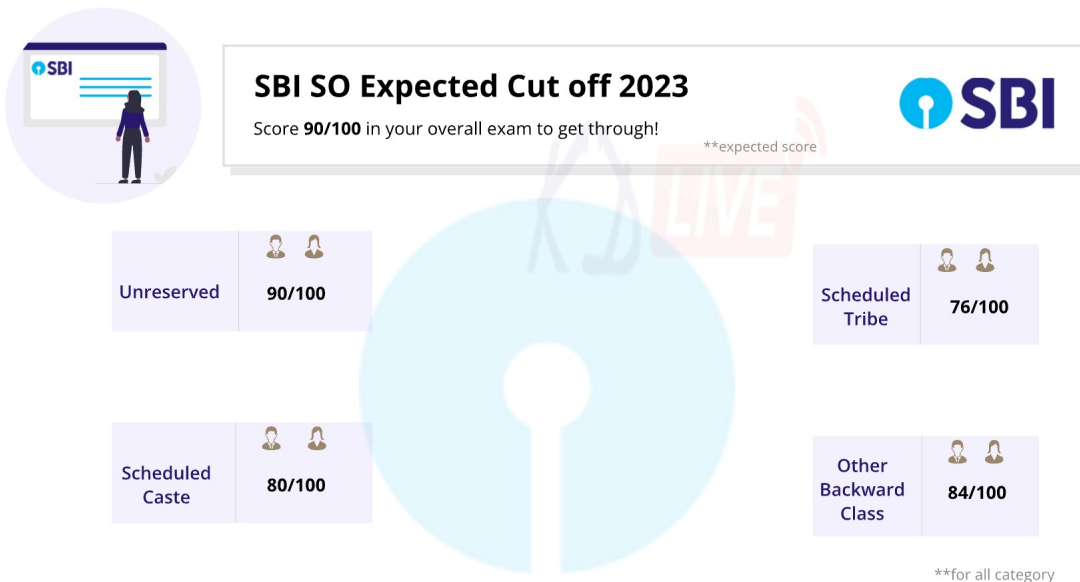 SBI
SBI SO Expected Cut off 2023
Score 90/100 in your overall exam to get through!
**expected score
SBI
KD
LIVE
Unreserved
90/100
Scheduled
Tribe
76/100
Scheduled
Caste
80/100
Other
Backward
Class
84/100
**for all category